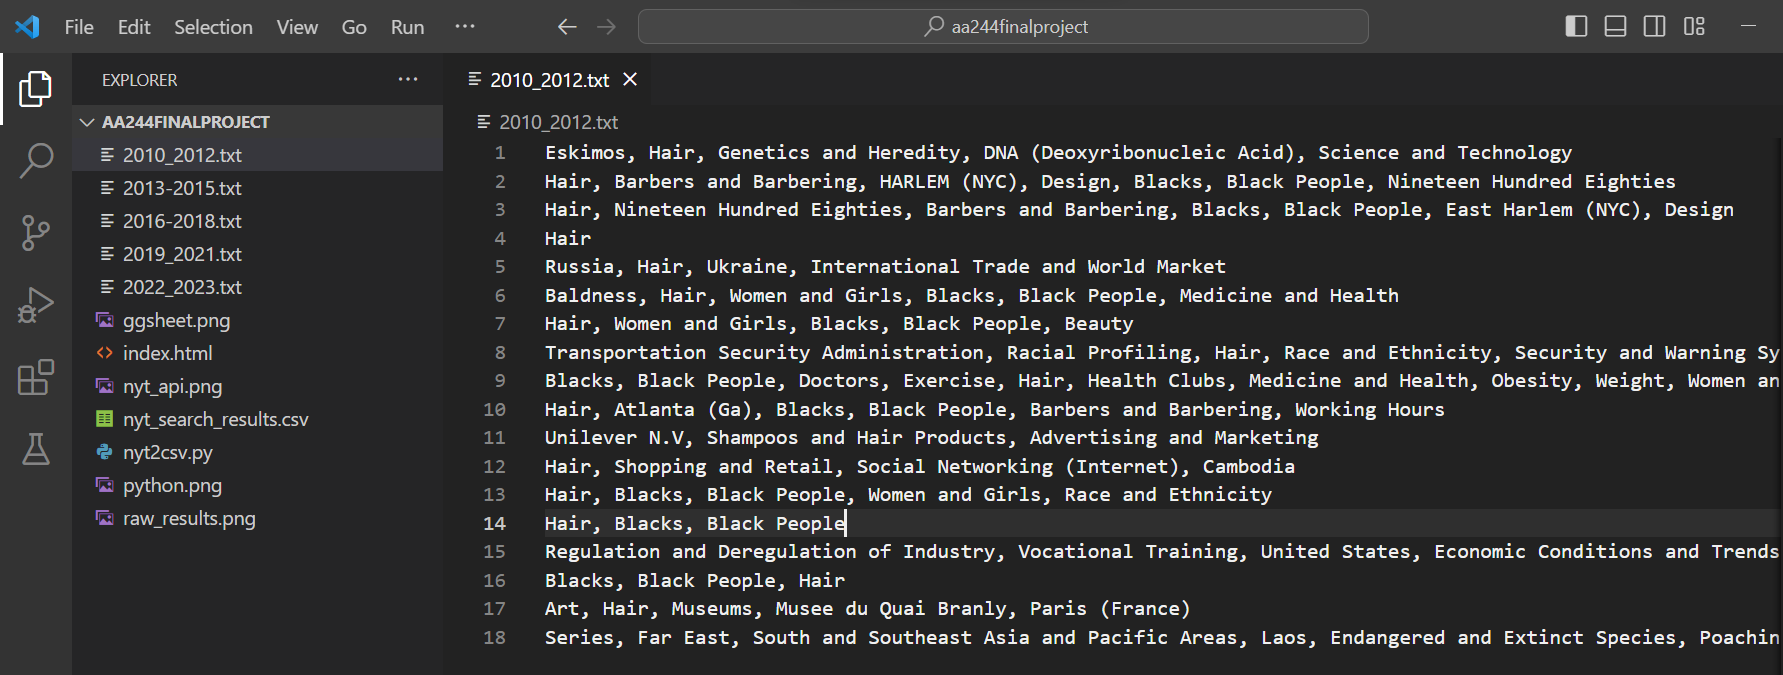 File Edit Selection View Go Run ···
aa244finalproject
EXPLORER ···
AA244FINALPROJECT
2010_2012.txt
2013-2015.txt
2016-2018.txt
2019_2021.txt
2022_2023.txt
ggsheet.png
index.html
nyt_api.png
nyt_search_results.csv
nyt2csv.py
python.png
raw_results.png
2010_2012.txt
2010_2012.txt
1 Eskimos, Hair, Genetics and Heredity, DNA (Deoxyribonucleic Acid), Science and Technology
2 Hair, Barbers and Barbering, HARLEM (NYC), Design, Blacks, Black People, Nineteen Hundred Eighties
3 Hair, Nineteen Hundred Eighties, Barbers and Barbering, Blacks, Black People, East Harlem (NYC), Design
4 Hair
5 Russia, Hair, Ukraine, International Trade and World Market
6 Baldness, Hair, Women and Girls, Blacks, Black People, Medicine and Health
7 Hair, Women and Girls, Blacks, Black People, Beauty
8 Transportation Security Administration, Racial Profiling, Hair, Race and Ethnicity, Security and Warning Sy
9 Blacks, Black People, Doctors, Exercise, Hair, Health Clubs, Medicine and Health, Obesity, Weight, Women an
10 Hair, Atlanta (Ga), Blacks, Black People, Barbers and Barbering, Working Hours
11 Unilever N.V, Shampoos and Hair Products, Advertising and Marketing
12 Hair, Shopping and Retail, Social Networking (Internet), Cambodia
13 Hair, Blacks, Black People, Women and Girls, Race and Ethnicity
14 Hair, Blacks, Black People
15 Regulation and Deregulation of Industry, Vocational Training, United States, Economic Conditions and Trends
16 Blacks, Black People, Hair
17 Art, Hair, Museums, Musee du Quai Branly, Paris (France)
18 Series, Far East, South and Southeast Asia and Pacific Areas, Laos, Endangered and Extinct Species, Poachin